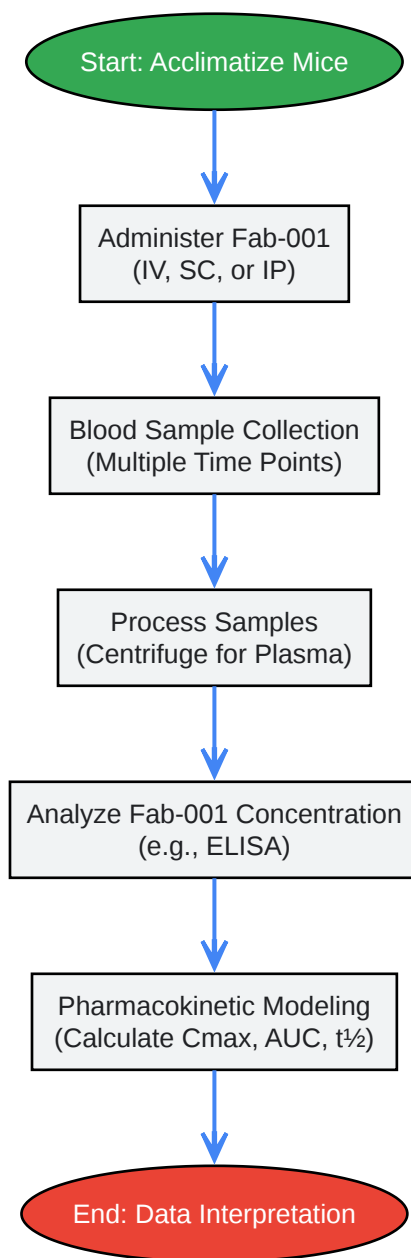 Start: Acclimatize Mice
Administer Fab-001
(IV, SC, or IP)
Blood Sample Collection
(Multiple Time Points)
Process Samples
(Centrifuge for Plasma)
Analyze Fab-001 Concentration
(e.g., ELISA)
Pharmacokinetic Modeling
(Calculate Cmax, AUC, t½)
End: Data Interpretation